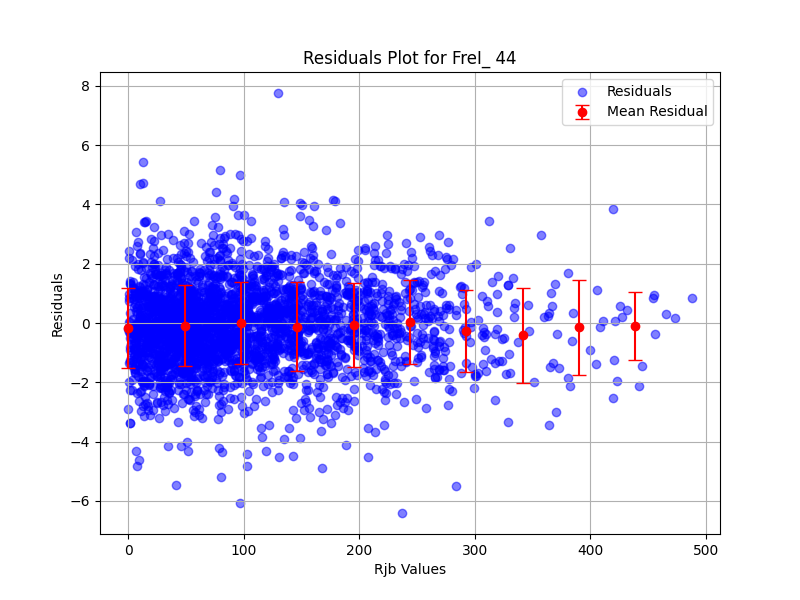 Residuals Plot for FreI_ 44
Residuals
Mean Residual
8
6
4
2
0
−2
−4
−6
Residuals
0 100 200 300 400 500
Rjb Values